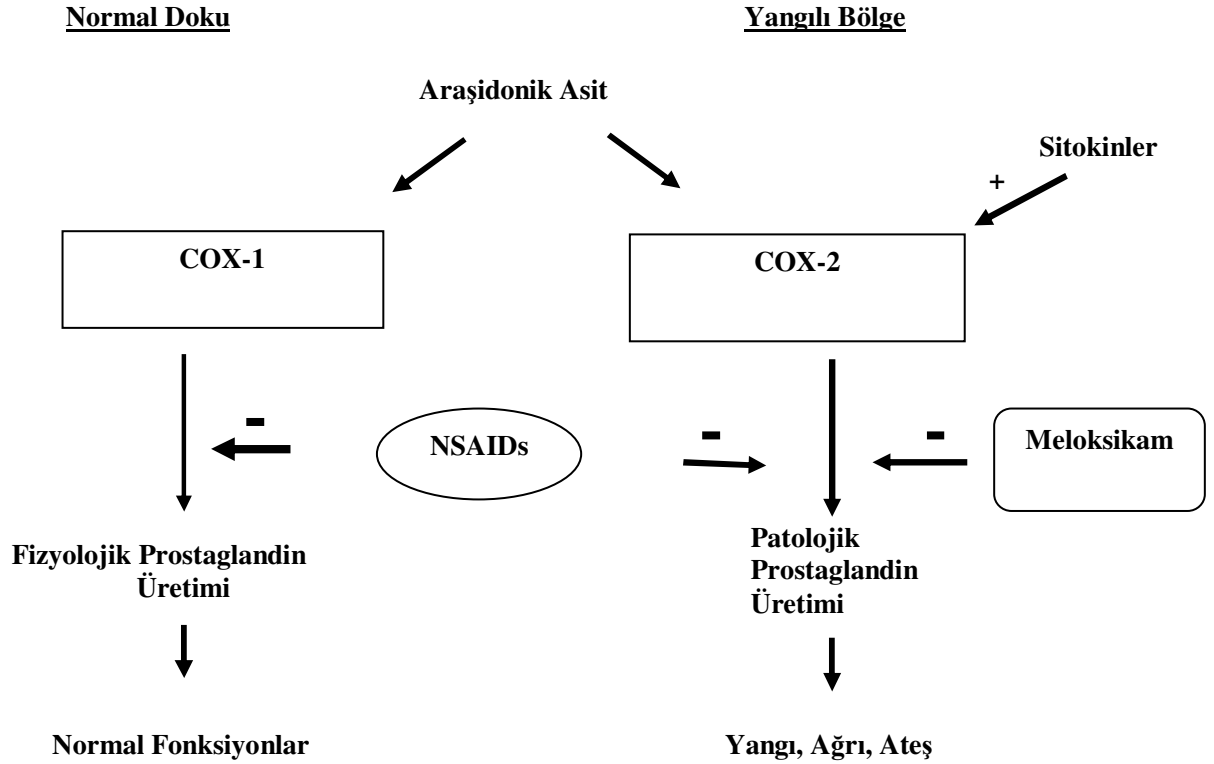 Normal Doku
Yangılı Bölge
Araşidonik Asit
Sitokinler
+
COX-1
COX-2
-
NSAIDs
-
-
Meloksikam
Fizyolojik Prostaglandin
Üretimi
Patolojik
Prostaglandin
Üretimi
Normal Fonksiyonlar
Yangı, Ağrı, Ateş